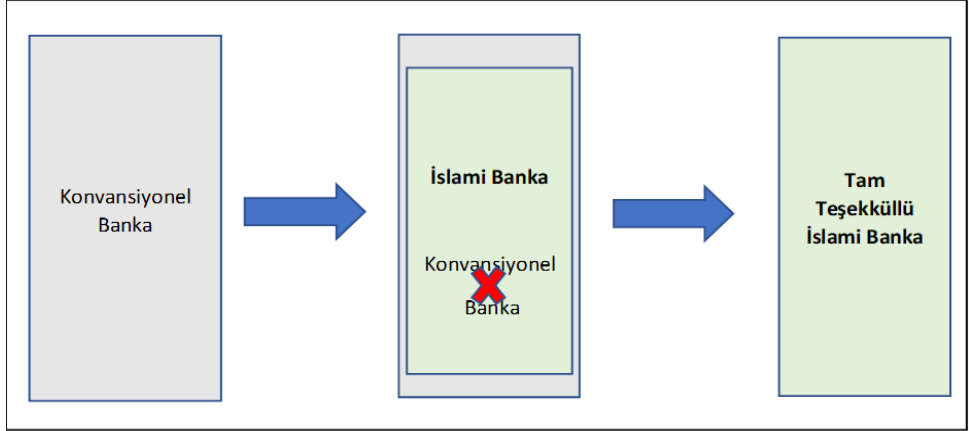 Konvansiyonel
Banka
İslami Banka
Konvansiyonel
Banka
Tam
Teşekküllü
İslami Banka